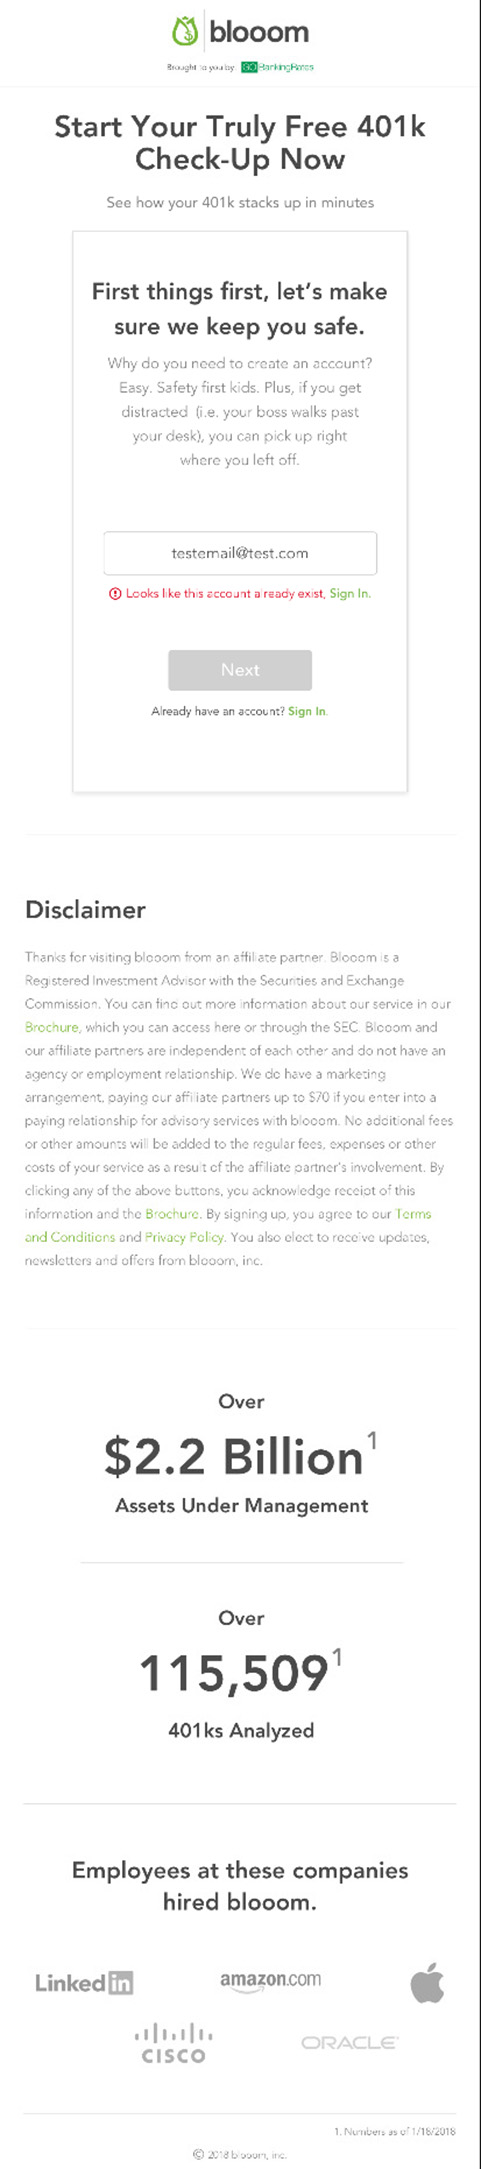 blooom
Brought to you by: GOBankingRates
Start Your Truly Free 401k
Check-Up Now
See how your 401k stacks up in minutes
First things first, let's make
sure we keep you safe.
Why do you need to create an account?
Easy. Safety first kids. Plus, if you get
distracted (i.e. your boss walks past
your desk), you can pick up right
where you left off.
testemail@test.com
Looks like this account already exist, Sign In.
Next
Already have an account? Sign In.
Disclaimer
Thanks for visiting blooom from an affiliate partner. Blooom is a
Registered Investment Advisor with the Securities and Exchange
Commission. You can find out more information about our service in our
Brochure, which you can access here or through the SEC. Blooom and
our affiliate partners are independent of each other and do not have an
agency or employment relationship. We do have a marketing
arrangement, paying our affiliate partners up to $70 if you enter into a
paying relationship for advisory services with blooom. No additional fees
or other amounts will be added to the regular fees, expenses or other
costs of your service as a result of the affiliate partner's involvement. By
clicking any of the above buttons, you acknowledge receipt of this
information and the Brochure. By signing up, you agree to our Terms
and Conditions and Privacy Policy. You also elect to receive updates,
newsletters and offers from blooom, inc.
Over
$2.2 Billion1
Assets Under Management
Over
115,5091
401ks Analyzed
Employees at these companies
hired blooom.
LinkedIn amazon.com
CISCO ORACLE
1. Numbers as of 1/18/2018
© 2018 blooom, inc.